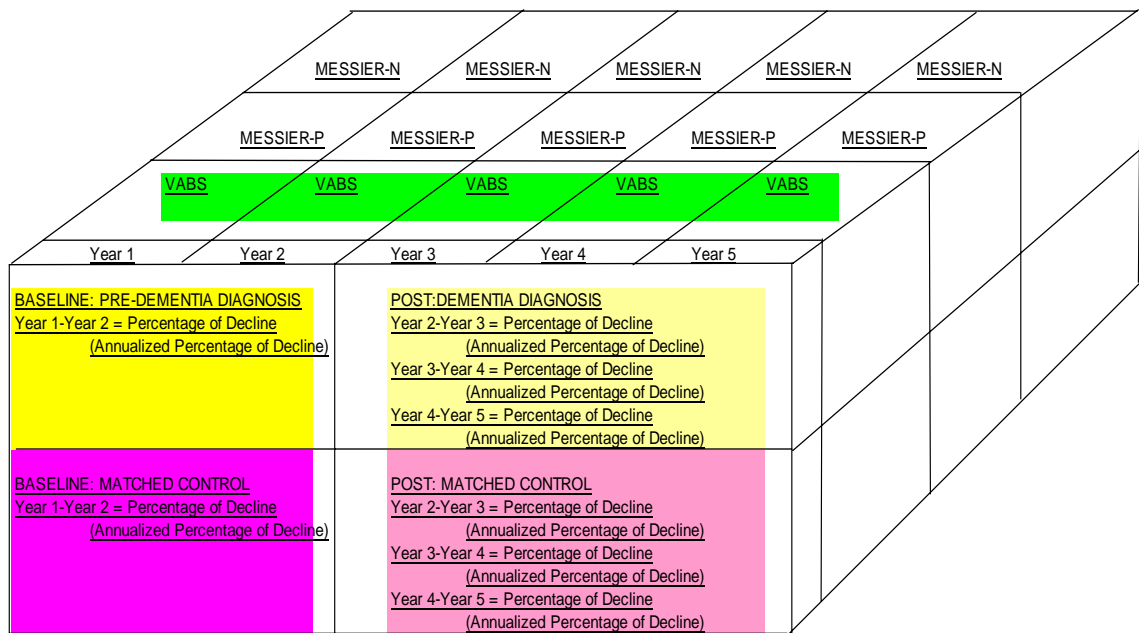 MESSIER-N MESSIER-N MESSIER-N MESSIER-N MESSIER-N
MESSIER-P MESSIER-P MESSIER-P MESSIER-P MESSIER-P
VABS VABS VABS VABS VABS
Year 1 Year 2 Year 3 Year 4 Year 5
BASELINE: PRE-DEMENTIA DIAGNOSIS
Year 1-Year 2 = Percentage of Decline
(Annualized Percentage of Decline)
POST:DEMENTIA DIAGNOSIS
Year 2-Year 3 = Percentage of Decline
(Annualized Percentage of Decline)
Year 3-Year 4 = Percentage of Decline
(Annualized Percentage of Decline)
Year 4-Year 5 = Percentage of Decline
(Annualized Percentage of Decline)
BASELINE: MATCHED CONTROL
Year 1-Year 2 = Percentage of Decline
(Annualized Percentage of Decline)
POST: MATCHED CONTROL
Year 2-Year 3 = Percentage of Decline
(Annualized Percentage of Decline)
Year 3-Year 4 = Percentage of Decline
(Annualized Percentage of Decline)
Year 4-Year 5 = Percentage of Decline
(Annualized Percentage of Decline)